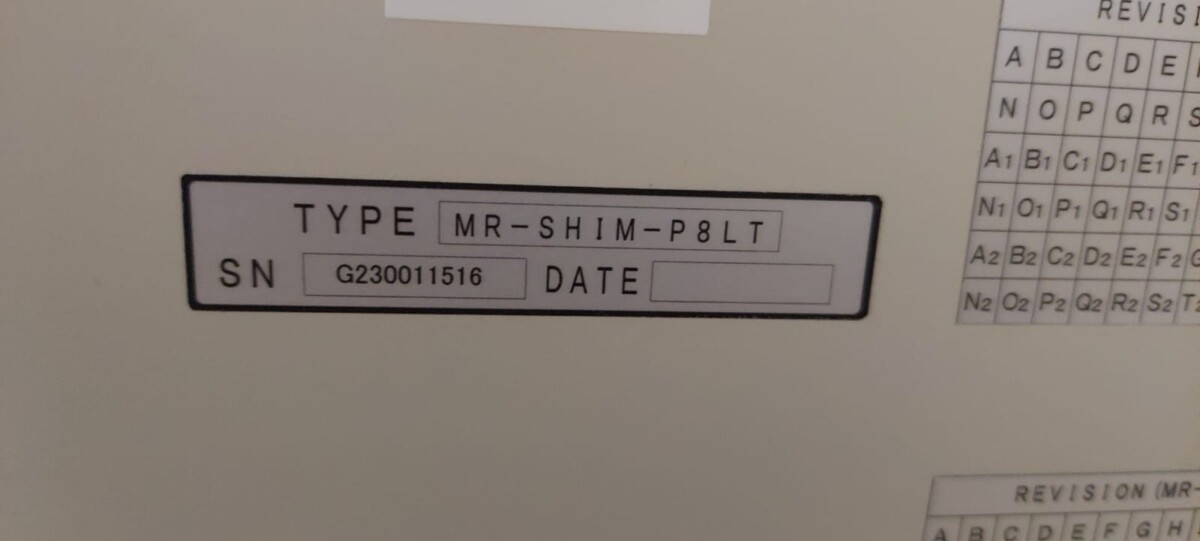 TYPE MR-SHIM-P8LT
SN G230011516 DATE
A B C D E
N O P Q R S
A1 B1 C1 D1 E1 F1
N1 O1 P1 Q1 R1 S1
A2 B2 C2 D2 E2 F2
N2 O2 P2 Q2 R2 S2 T2
REVISION (MR-
A B C D E F G H